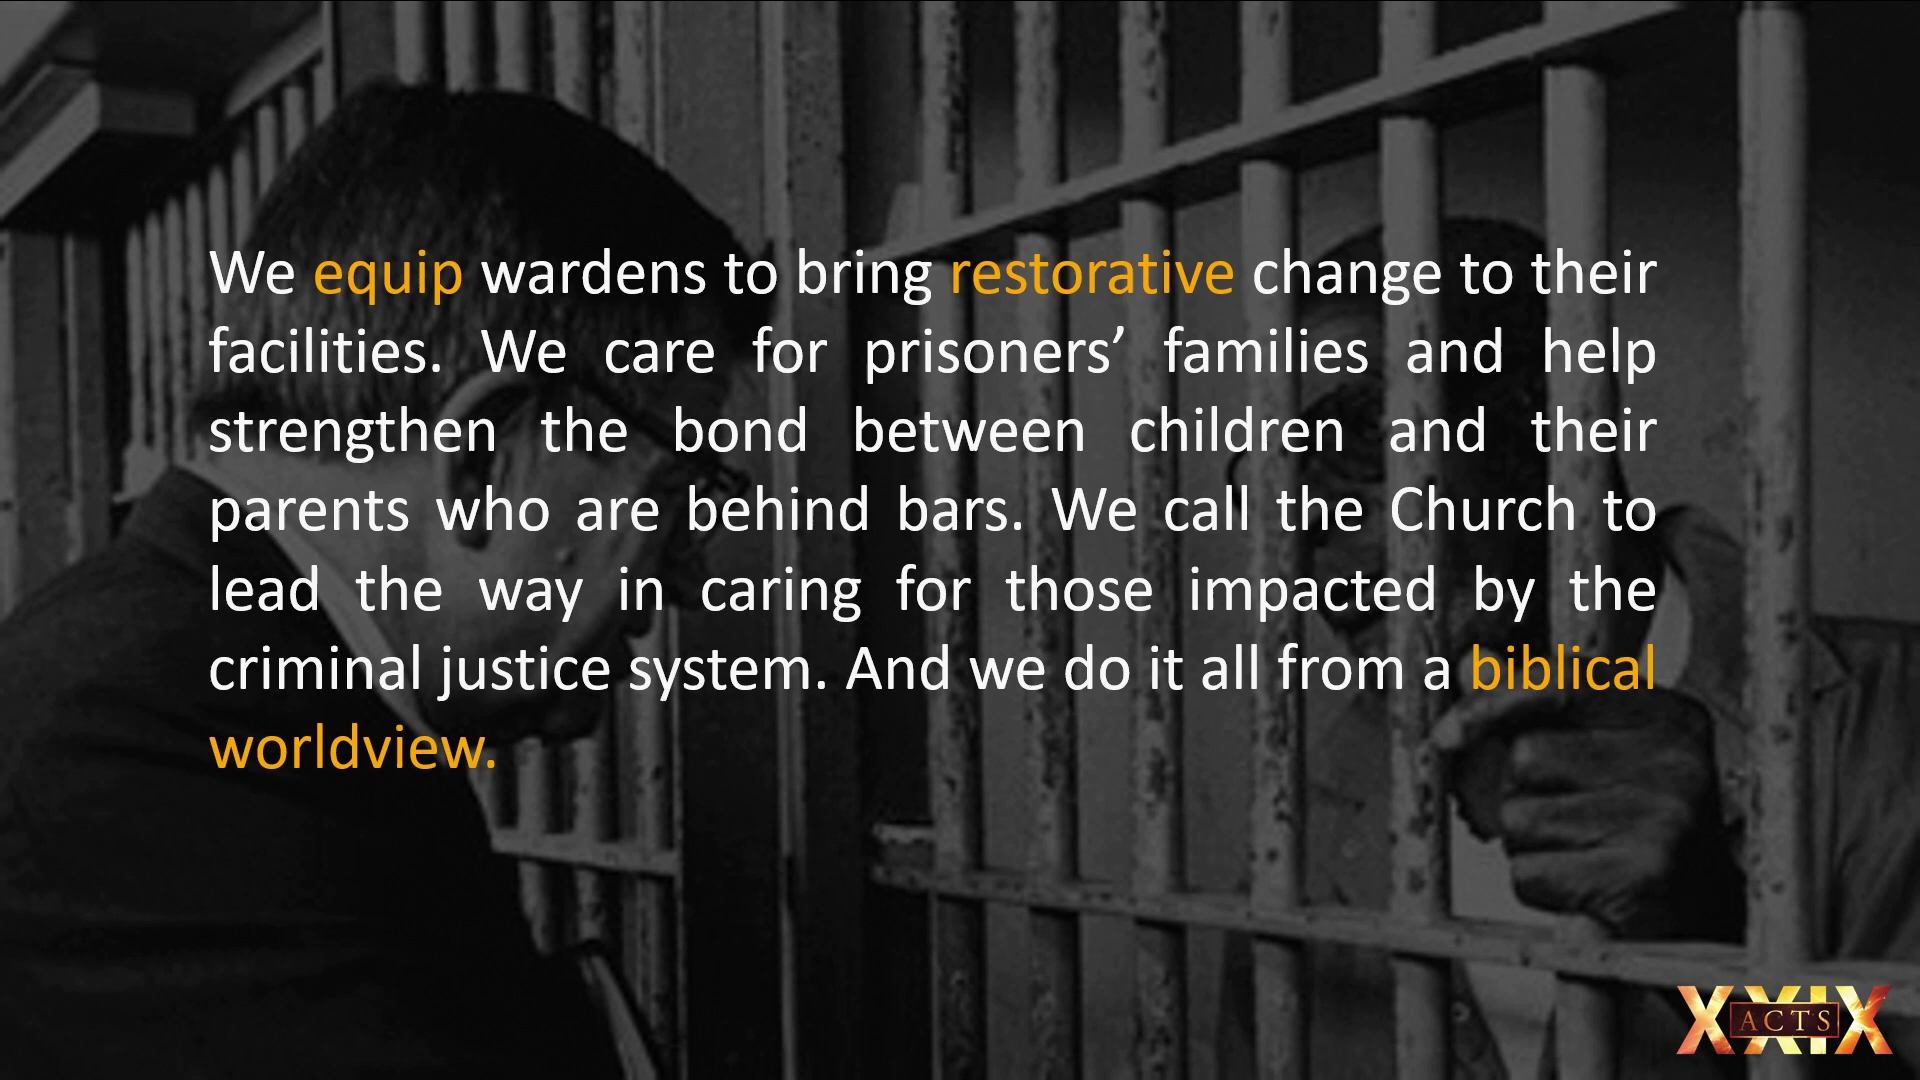 We equip wardens to bring restorative change to their
facilities. We care for prisoners’ families and help
strengthen the bond between children and their
parents who are behind bars. We call the Church to
lead the way in caring for those impacted by the
criminal justice system. And we do it all from a biblical
worldview.
XXIX
ACTS